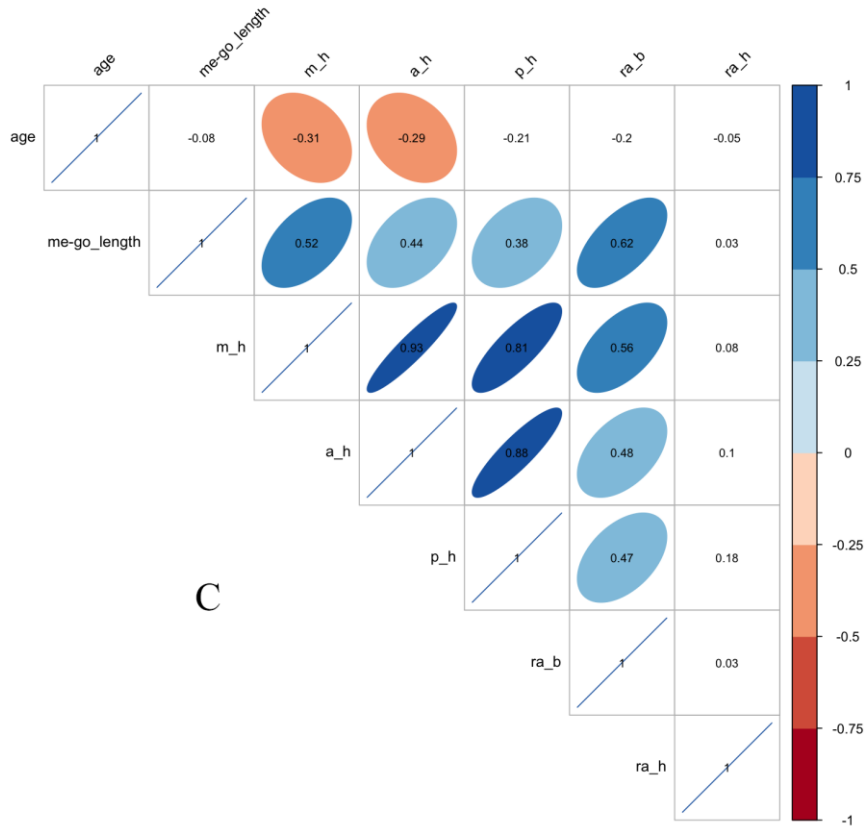 age me-go_length m_h a_h p_h ra_b ra_h
1
age 1 -0.08 -0.31 -0.29 -0.21 -0.2 -0.05
0.75
me-go_length 1 0.52 0.44 0.38 0.62 0.03
0.5
m_h 1 0.93 0.81 0.56 0.08
0.25
a_h 1 0.88 0.48 0.1
0
-0.25
p_h 1 0.47 0.18
C
-0.5
ra_b 1 0.03
-0.75
ra_h 1
-1